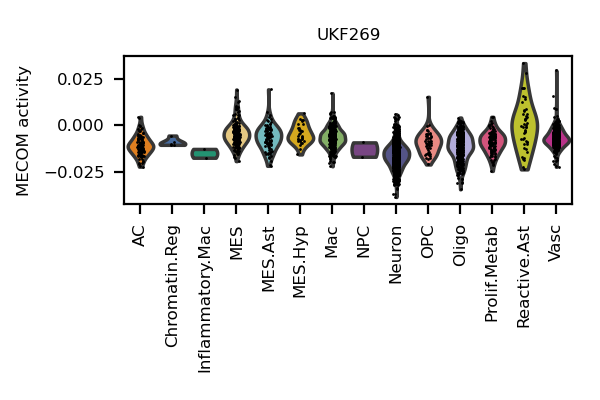 UKF269
MECOM activity
0.025
0.000
−0.025
AC
Chromatin.Reg
Inflammatory.Mac
MES
MES.Ast
MES.Hyp
Mac
NPC
Neuron
OPC
Oligo
Prolif.Metab
Reactive.Ast
Vasc